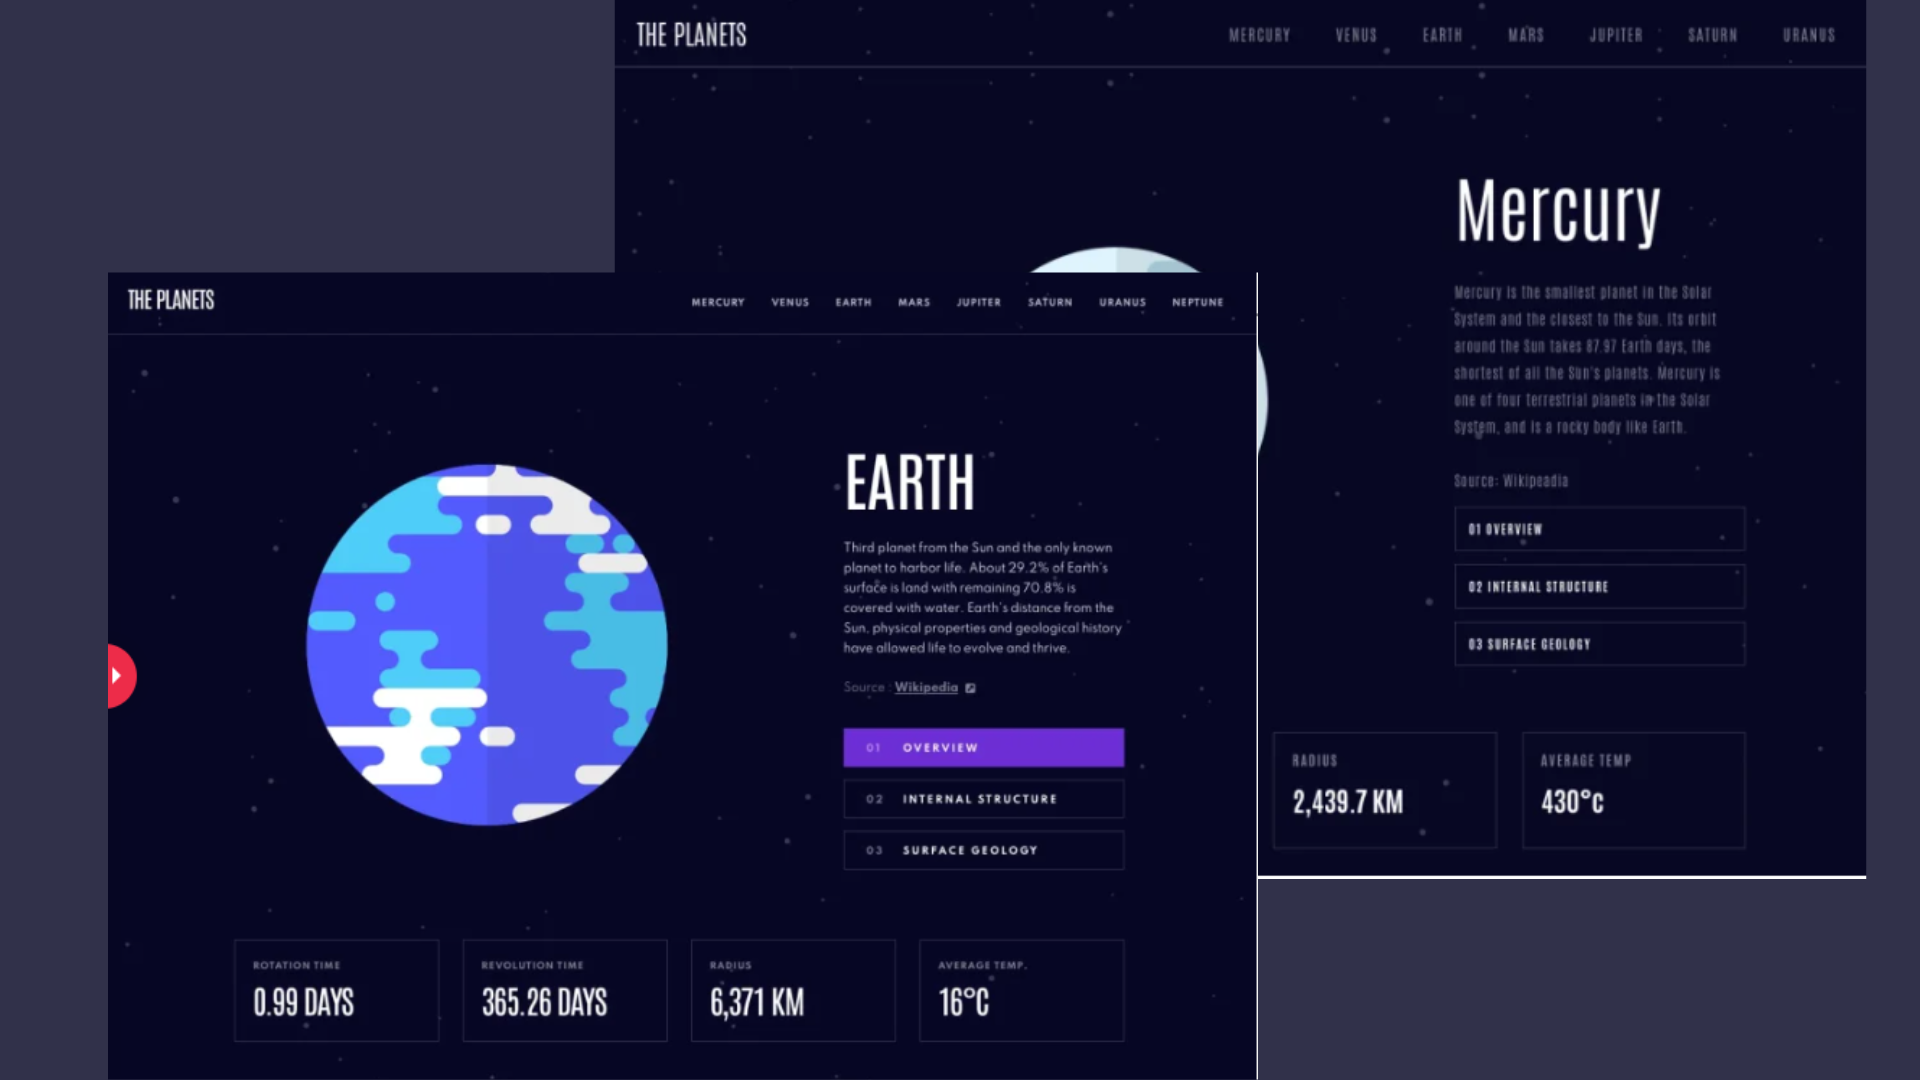 THE PLANETS
MERCURY VENUS EARTH MARS JUPITER SATURN URANUS
Mercury
Mercury is the smallest planet in the Solar
System and the closest to the Sun. Its orbit
around the Sun takes 87.97 Earth days, the
shortest of all the Sun's planets. Mercury is
one of four terrestrial planets in the Solar
System, and is a rocky body like Earth.
Source: Wikipeadia
01 OVERVIEW
02 INTERNAL STRUCTURE
03 SURFACE GEOLOGY
RADIUS
2,439.7 KM
AVERAGE TEMP
430°c
THE PLANETS
MERCURY VENUS EARTH MARS JUPITER SATURN URANUS NEPTUNE
EARTH
Third planet from the Sun and the only known
planet to harbor life. About 29.2% of Earth's
surface is land with remaining 70.8% is
covered with water. Earth's distance from the
Sun, physical properties and geological history
have allowed life to evolve and thrive.
Source : Wikipedia
01 OVERVIEW
02 INTERNAL STRUCTURE
03 SURFACE GEOLOGY
ROTATION TIME
0.99 DAYS
REVOLUTION TIME
365.26 DAYS
RADIUS
6,371 KM
AVERAGE TEMP.
16°C